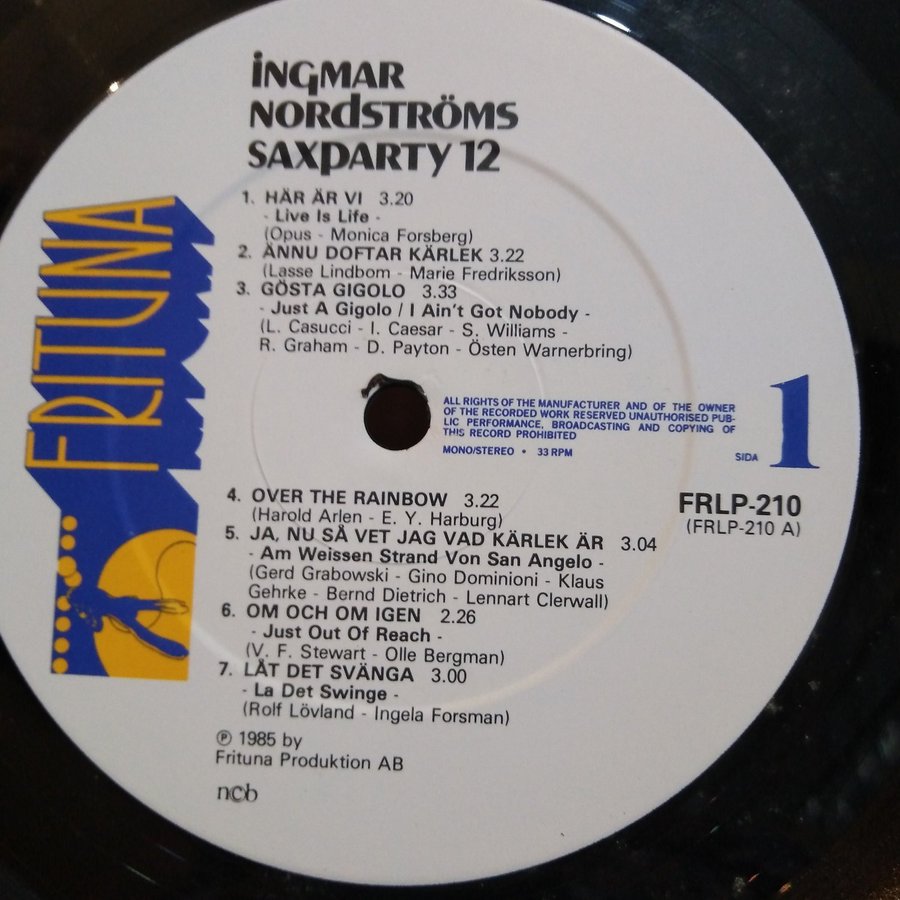 iNGMAR
NORdSTRÖMS
SAXPARTY 12
FRITUNA
1. HÄR ÄR VI 3.20
- Live Is Life -
(Opus - Monica Forsberg)
2. ÄNNU DOFTAR KÄRLEK 3.22
(Lasse Lindbom - Marie Fredriksson)
3. GÖSTA GIGOLO 3.33
- Just A Gigolo / I Ain't Got Nobody -
(L. Casucci - I. Caesar - S. Williams -
R. Graham - D. Payton - Östen Warnerbring)
ALL RIGHTS OF THE MANUFACTURER AND OF THE OWNER
OF THE RECORDED WORK RESERVED UNAUTHORISED PUB-
LIC PERFORMANCE, BROADCASTING AND COPYING OF
THIS RECORD PROHIBITED
MONO/STEREO • 33 RPM
SIDA 1
FRLP-210
(FRLP-210 A)
4. OVER THE RAINBOW 3.22
(Harold Arlen - E. Y. Harburg)
5. JA, NU SÅ VET JAG VAD KÄRLEK ÄR 3.04
- Am Weissen Strand Von San Angelo -
(Gerd Grabowski - Gino Dominioni - Klaus
Gehrke - Bernd Dietrich - Lennart Clerwall)
6. OM OCH OM IGEN 2.26
- Just Out Of Reach -
(V. F. Stewart - Olle Bergman)
7. LÅT DET SVÄNGA 3.00
- La Det Swinge -
(Rolf Lövland - Ingela Forsman)
℗ 1985 by
Frituna Produktion AB
ncb